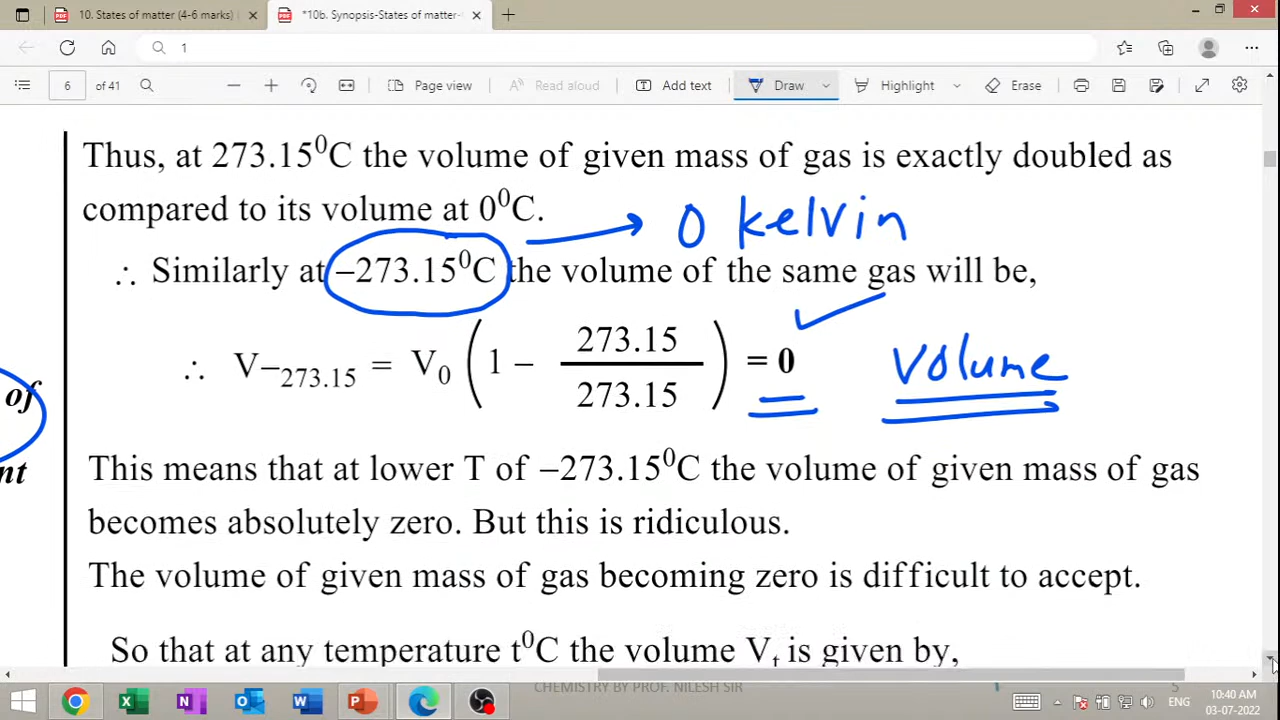 10. States of matter (4-6 marks)
*10b. Synopsis-States of matter-
1
6 of 41
Page view
Read aloud
Add text
Draw
Highlight
Erase
Thus, at 273.15⁰C the volume of given mass of gas is exactly doubled as
compared to its volume at 0⁰C.
0 kelvin
∴ Similarly at –273.15⁰C the volume of the same gas will be,
∴ V–273.15 = V₀ (1 – 273.15/273.15) = 0
volume
of
nt
This means that at lower T of –273.15⁰C the volume of given mass of gas
becomes absolutely zero. But this is ridiculous.
The volume of given mass of gas becoming zero is difficult to accept.
So that at any temperature t⁰C the volume Vₜ is given by,
CHEMISTRY BY PROF. NILESH SIR
5
ENG
10:40 AM
03-07-2022